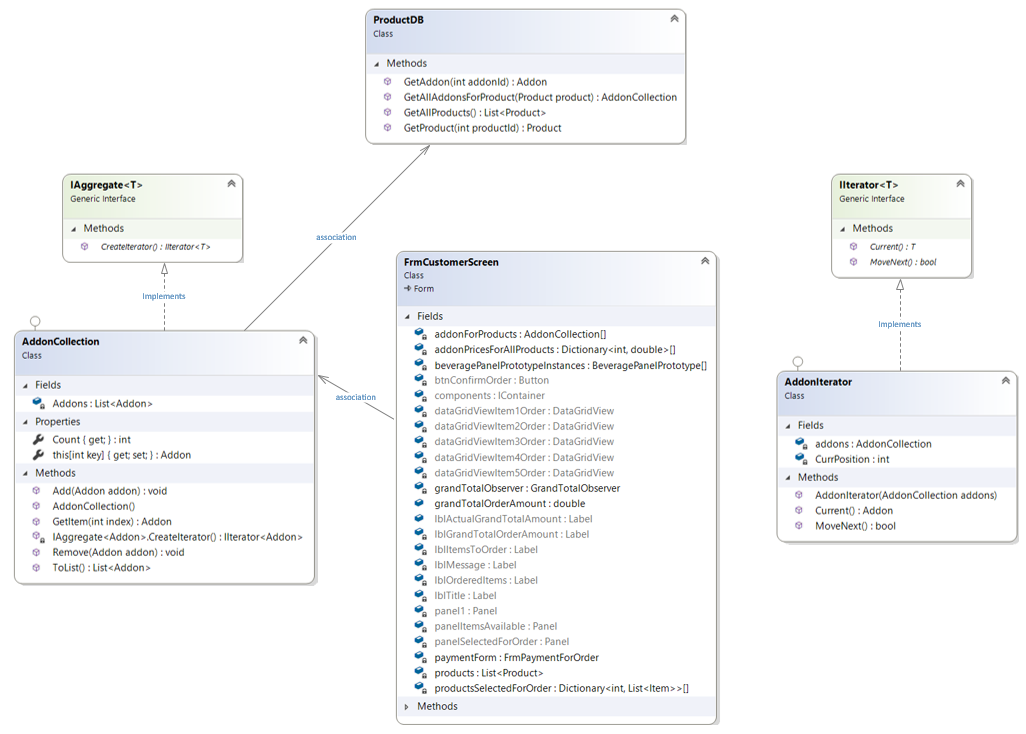 ProductDB
Class
Methods
GetAddon(int addonId) : Addon
GetAllAddonsForProduct(Product product) : AddonCollection
GetAllProducts() : List<Product>
GetProduct(int productId) : Product
IAggregate<T>
Generic Interface
Methods
CreateIterator() : IIterator<T>
IIterator<T>
Generic Interface
Methods
Current() : T
MoveNext() : bool
association
Implements
Implements
association
FrmCustomerScreen
Class
Form
Fields
addonForProducts : AddonCollection[]
addonPricesForAllProducts : Dictionary<int, double>[]
beveragePanelPrototypeInstances : BeveragePanelPrototype[]
btnConfirmOrder : Button
components : IContainer
dataGridViewItem1Order : DataGridView
dataGridViewItem2Order : DataGridView
dataGridViewItem3Order : DataGridView
dataGridViewItem4Order : DataGridView
dataGridViewItem5Order : DataGridView
grandTotalObserver : GrandTotalObserver
grandTotalOrderAmount : double
lblActualGrandTotalAmount : Label
lblGrandTotalOrderAmount : Label
lblItemsToOrder : Label
lblMessage : Label
lblOrderedItems : Label
lblTitle : Label
panel1 : Panel
panelItemsAvailable : Panel
panelSelectedForOrder : Panel
paymentForm : FrmPaymentForOrder
products : List<Product>
productsSelectedForOrder : Dictionary<int, List<Item>>[]
Methods
AddonCollection
Class
Fields
Addons : List<Addon>
Properties
Count { get; } : int
this[int key] { get; set; } : Addon
Methods
Add(Addon addon) : void
AddonCollection()
GetItem(int index) : Addon
IAggregate<Addon>.CreateIterator() : IIterator<Addon>
Remove(Addon addon) : void
ToList() : List<Addon>
AddonIterator
Class
Fields
addons : AddonCollection
CurrPosition : int
Methods
AddonIterator(AddonCollection addons)
Current() : Addon
MoveNext() : bool